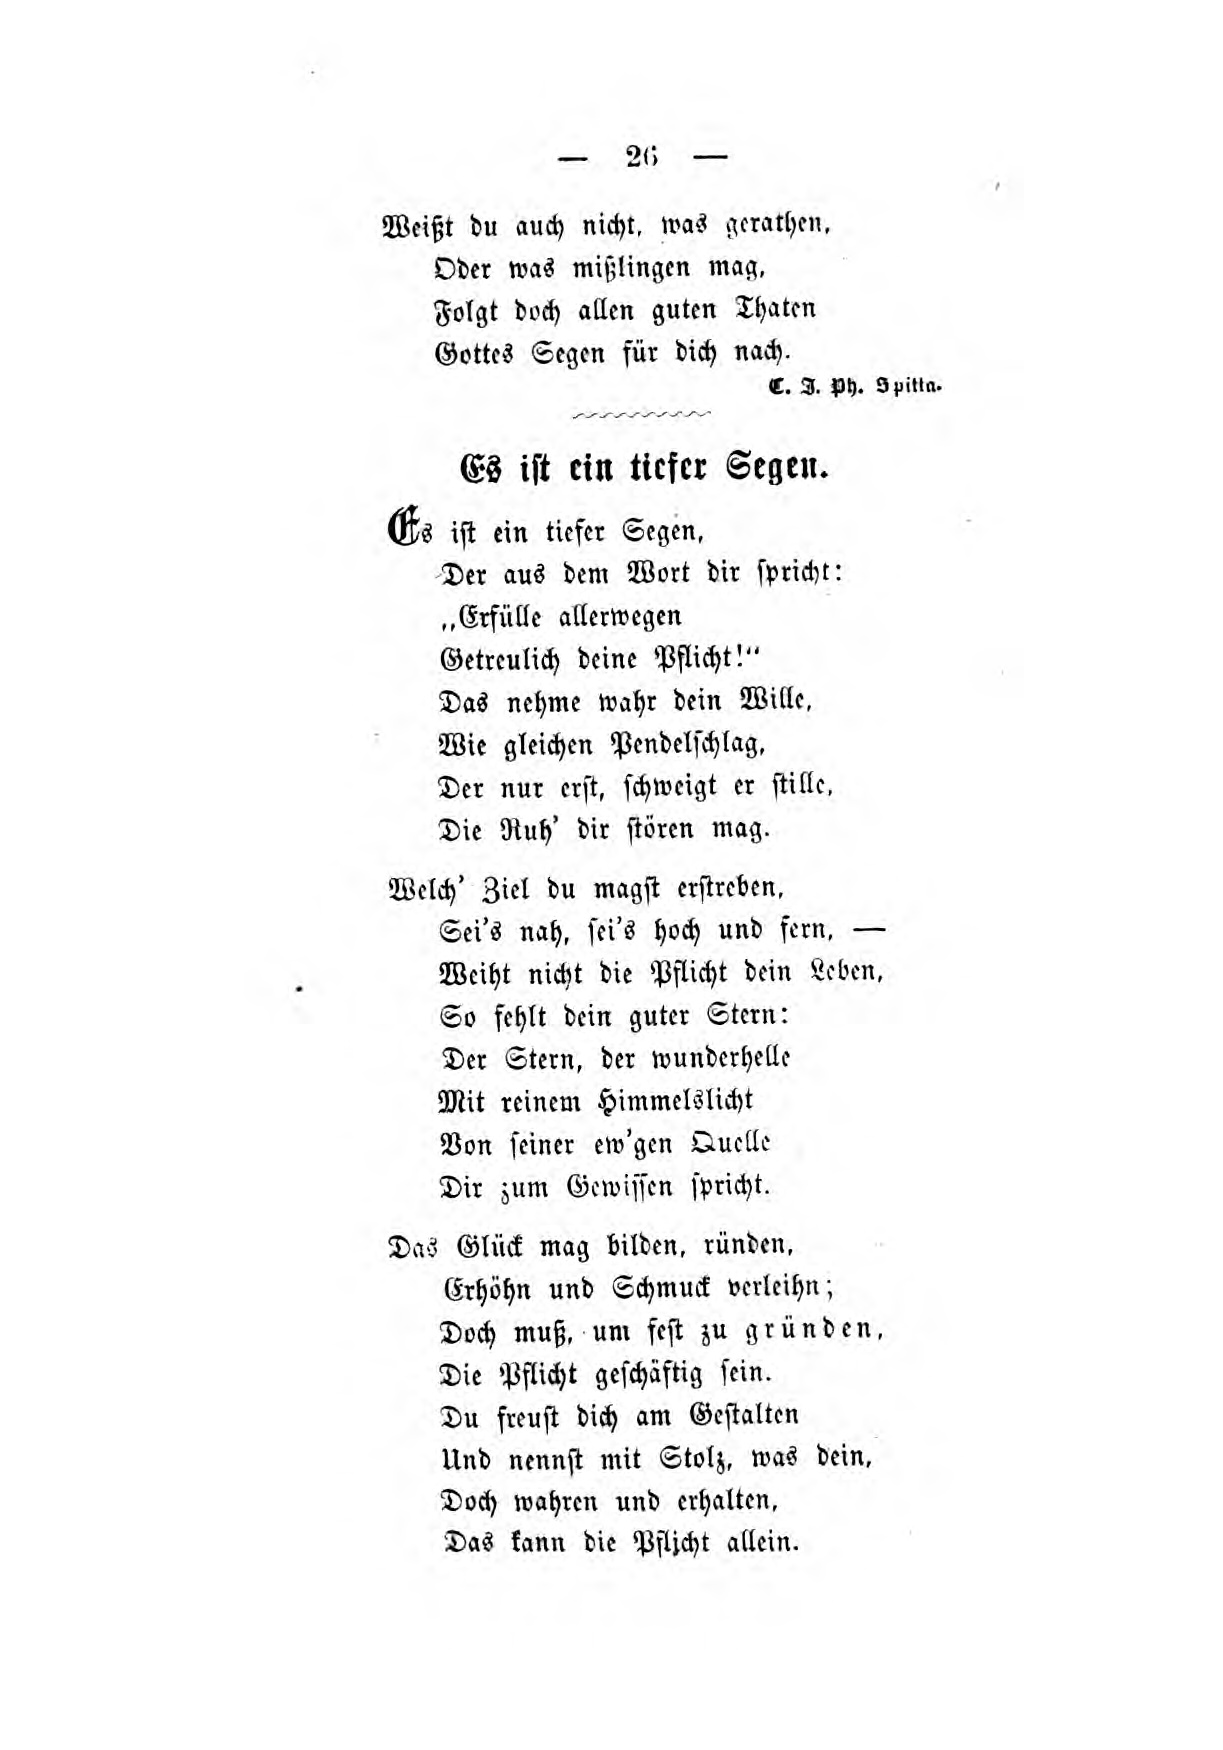 — 26 —
Weißt du auch nicht, was gerathen,
Oder was mißlingen mag,
Folgt doch allen guten Thaten
Gottes Segen für dich nach.
C. J. Ph. Spitta.
Es ist ein tiefer Segen.
Es ist ein tiefer Segen,
Der aus dem Wort dir spricht:
„Erfülle allerwegen
Getreulich deine Pflicht!“
Das nehme wahr dein Wille,
Wie gleichen Pendelschlag,
Der nur erst, schweigt er stille,
Die Ruh’ dir stören mag.
Welch’ Ziel du magst erstreben,
Sei’s nah, sei’s hoch und fern, —
Weiht nicht die Pflicht dein Leben,
So fehlt dein guter Stern:
Der Stern, der wunderhelle
Mit reinem Himmelslicht
Von seiner ew’gen Quelle
Dir zum Gewissen spricht.
Das Glück mag bilden, ründen,
Erhöhn und Schmuck verleihn;
Doch muß, um fest zu gründen,
Die Pflicht geschäftig sein.
Du freust dich am Gestalten
Und nennst mit Stolz, was dein,
Doch wahren und erhalten,
Das kann die Pflicht allein.